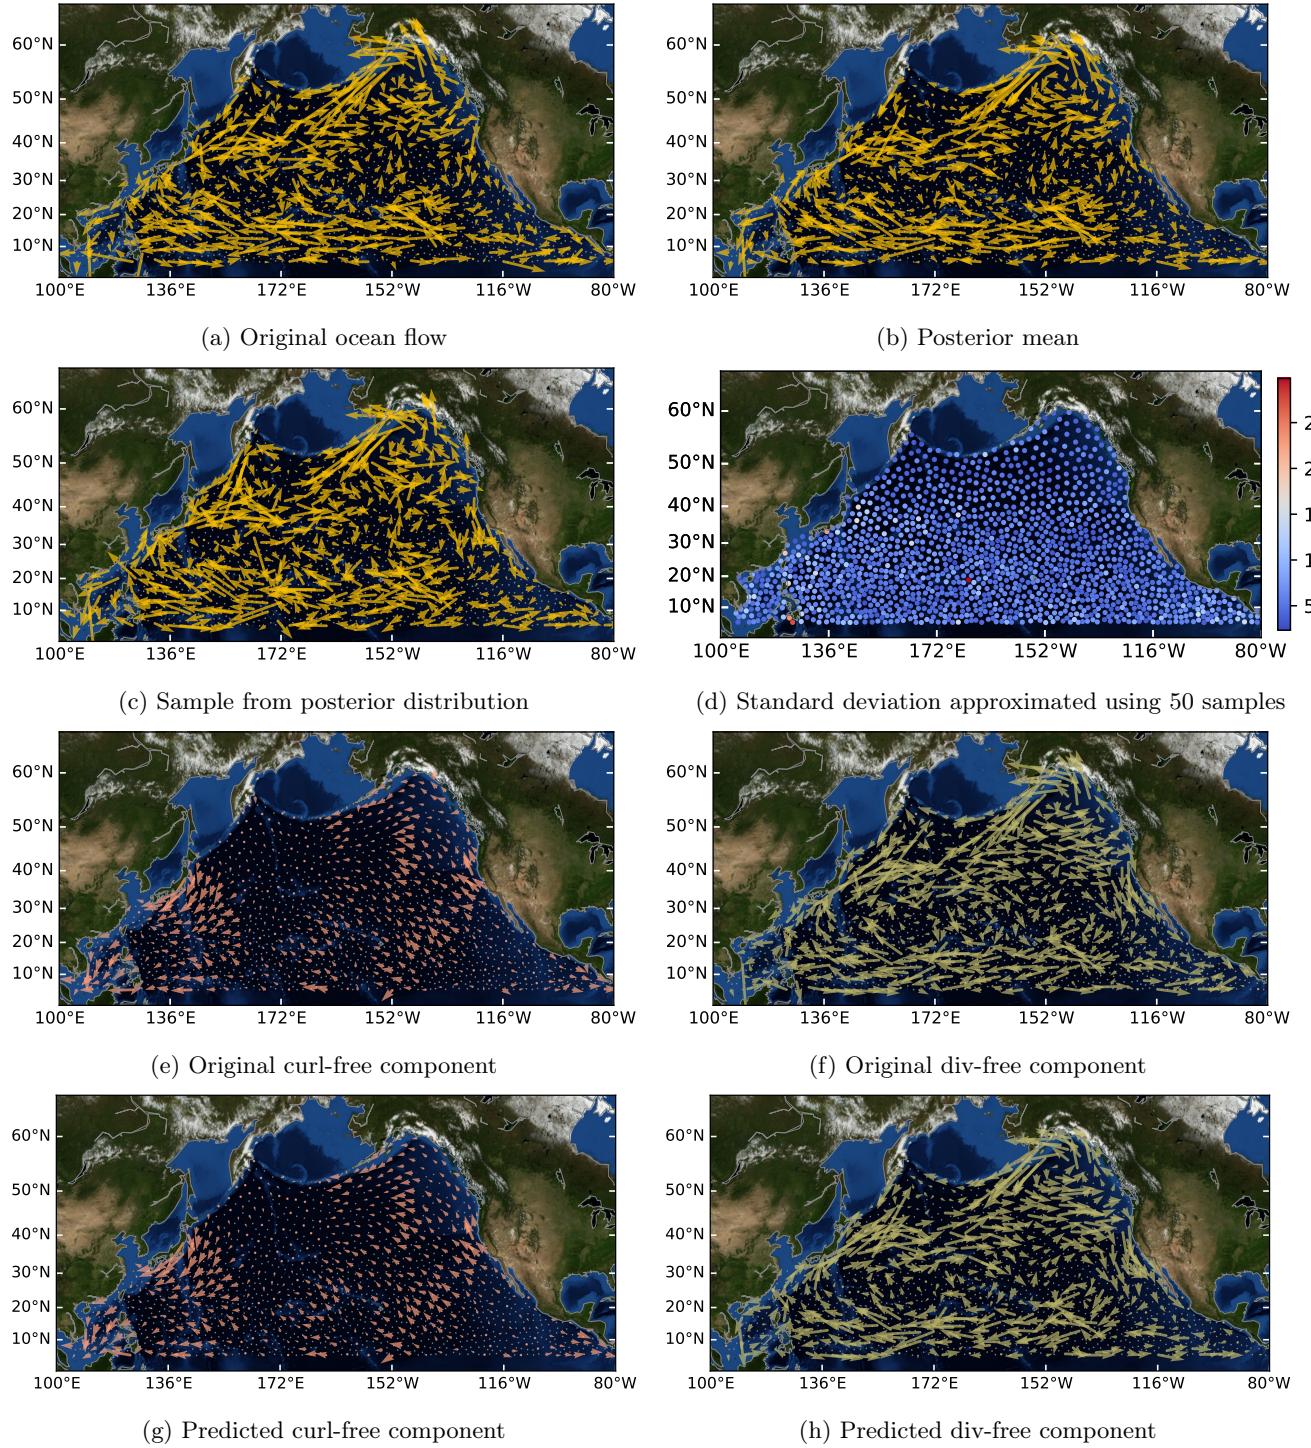 60°N
50°N
40°N
30°N
20°N
10°N
100°E 136°E 172°E 152°W 116°W 80°W
(a) Original ocean flow
60°N
50°N
40°N
30°N
20°N
10°N
100°E 136°E 172°E 152°W 116°W 80°W
(b) Posterior mean
60°N
50°N
40°N
30°N
20°N
10°N
100°E 136°E 172°E 152°W 116°W 80°W
(c) Sample from posterior distribution
60°N
50°N
40°N
30°N
20°N
10°N
100°E 136°E 172°E 152°W 116°W 80°W
(d) Standard deviation approximated using 50 samples
60°N
50°N
40°N
30°N
20°N
10°N
100°E 136°E 172°E 152°W 116°W 80°W
(e) Original curl-free component
60°N
50°N
40°N
30°N
20°N
10°N
100°E 136°E 172°E 152°W 116°W 80°W
(f) Original div-free component
60°N
50°N
40°N
30°N
20°N
10°N
100°E 136°E 172°E 152°W 116°W 80°W
(g) Predicted curl-free component
60°N
50°N
40°N
30°N
20°N
10°N
100°E 136°E 172°E 152°W 116°W 80°W
(h) Predicted div-free component